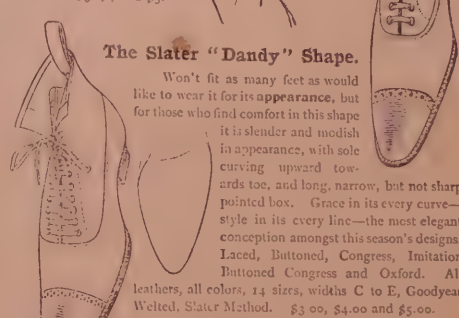 The Slater "Dandy" Shape.
Won't fit as many feet as would
like to wear it for its appearance, but
for those who find comfort in this shape
it is slender and modish
in appearance, with sole
curving upward tow-
ards toe, and long, narrow, but not sharp
pointed box. Grace in its every curve—
style in its every line—the most elegant
conception amongst this season's designs
Laced, Buttoned, Congress, Imitation
Buttoned Congress and Oxford. Al
leathers, all colors, 14 sizes, widths C to E, Goodyear
Welted, Slater Method. $3 00, $4.00 and $5.00.